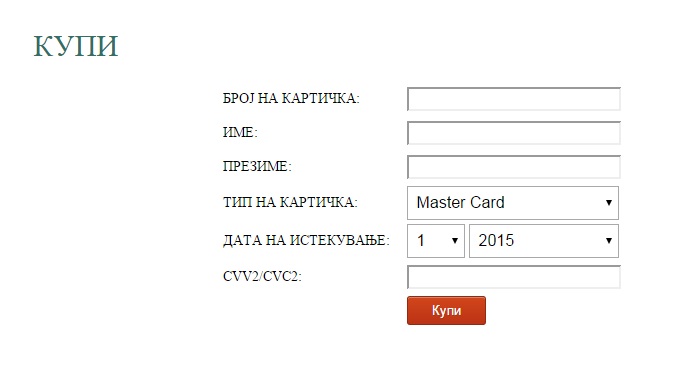 КУПИ
БРОЈ НА КАРТИЧКА:
ИМЕ:
ПРЕЗИМЕ:
ТИП НА КАРТИЧКА: Master Card
ДАТА НА ИСТЕКУВАЊЕ: 1 2015
CVV2/CVC2:
Купи